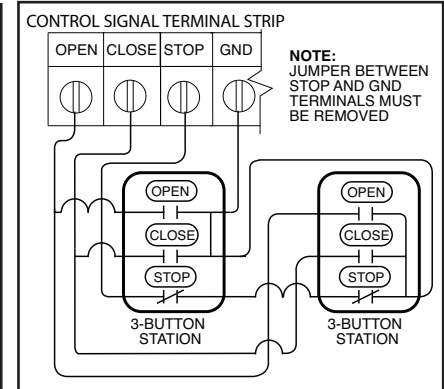 CONTROL SIGNAL TERMINAL STRIP
OPEN CLOSE STOP GND
NOTE:
JUMPER BETWEEN
STOP AND GND
TERMINALS MUST
BE REMOVED
OPEN
CLOSE
STOP
3-BUTTON
STATION
OPEN
CLOSE
STOP
3-BUTTON
STATION